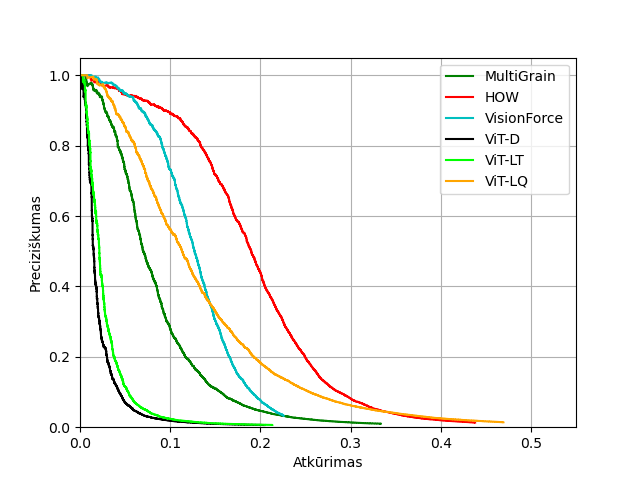 MultiGrain
HOW
VisionForce
ViT-D
ViT-LT
ViT-LQ
1.0
0.8
0.6
0.4
0.2
0.0
Preciziškumas
0.0 0.1 0.2 0.3 0.4 0.5
Atkūrimas